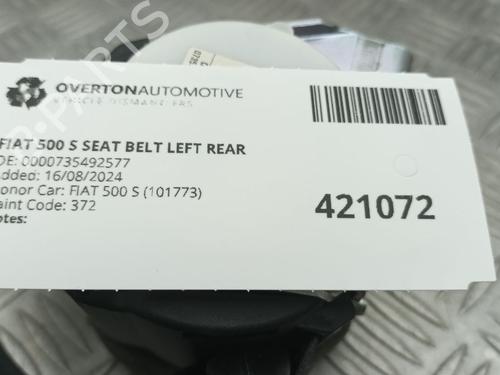 OVERTONAUTOMOTIVE
VEHICLE DISMANTLERS
FIAT 500 S SEAT BELT LEFT REAR
DE: 0000735492577
dded: 16/08/2024
onor Car: FIAT 500 S (101773)
aint Code: 372
otes:
421072